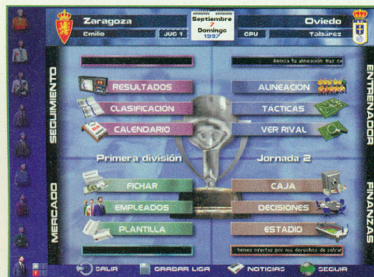 Zaragoza
Emilio
JUG 1
Septiembre
7
Domingo
1997
CPU
Oviedo
Tabárez
SEGUIMIENTO
RESULTADOS
CLASIFICACION
CALENDARIO
ENTRENADOR
ALINEACION
TACTICAS
VER RIVAL
Primera división
Jornada 2
MERCADO
FICHAR
EMPLEADOS
PLANTILLA
FINANZAS
CAJA
DECISIONES
ESTADIO
SALIR
GRABAR LIGA
NOTICIAS
SEGUIR